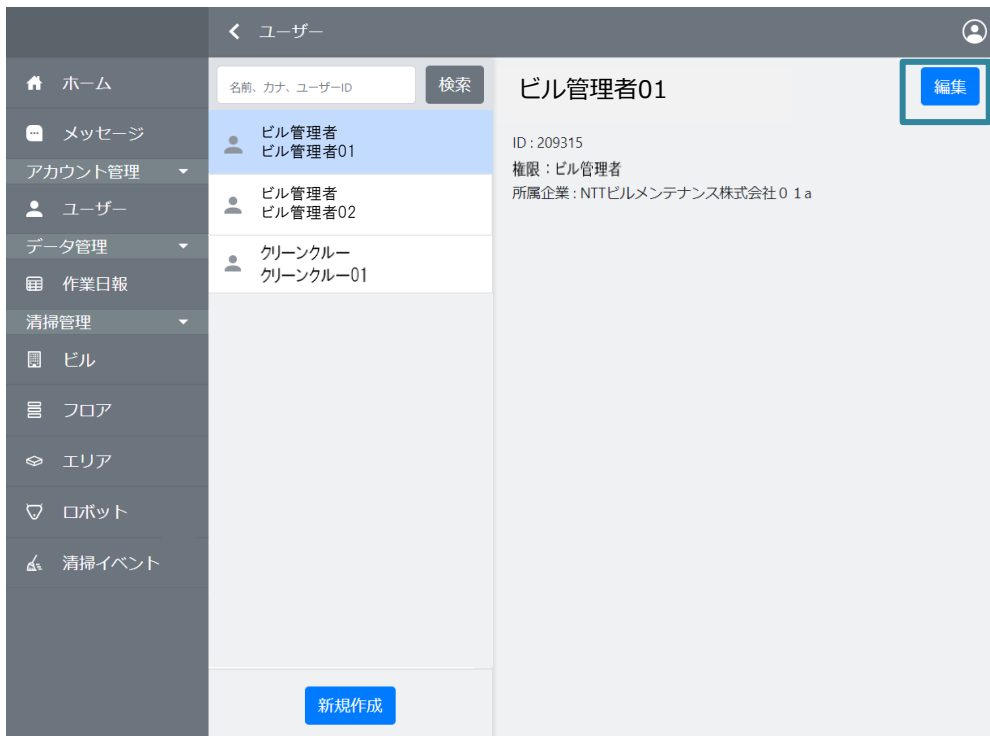 ユーザー
ホーム
メッセージ
アカウント管理
ユーザー
データ管理
作業日報
清掃管理
ビル
フロア
エリア
ロボット
清掃イベント
名前、カナ、ユーザーID
検索
ビル管理者
ビル管理者01
ビル管理者
ビル管理者02
クリーンクルー
クリーンクルー01
新規作成
ビル管理者01
編集
ID : 209315
権限：ビル管理者
所属企業 : NTTビルメンテナンス株式会社０１a